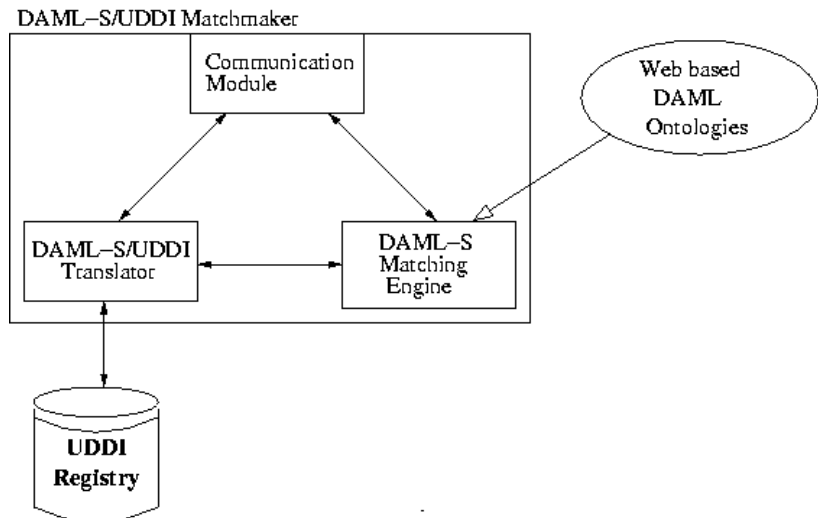 DAML-S/UDDI Matchmaker
Communication
Module
Web based
DAML
Ontologies
DAML-S/UDDI
Translator
DAML-S
Matching
Engine
UDDI
Registry